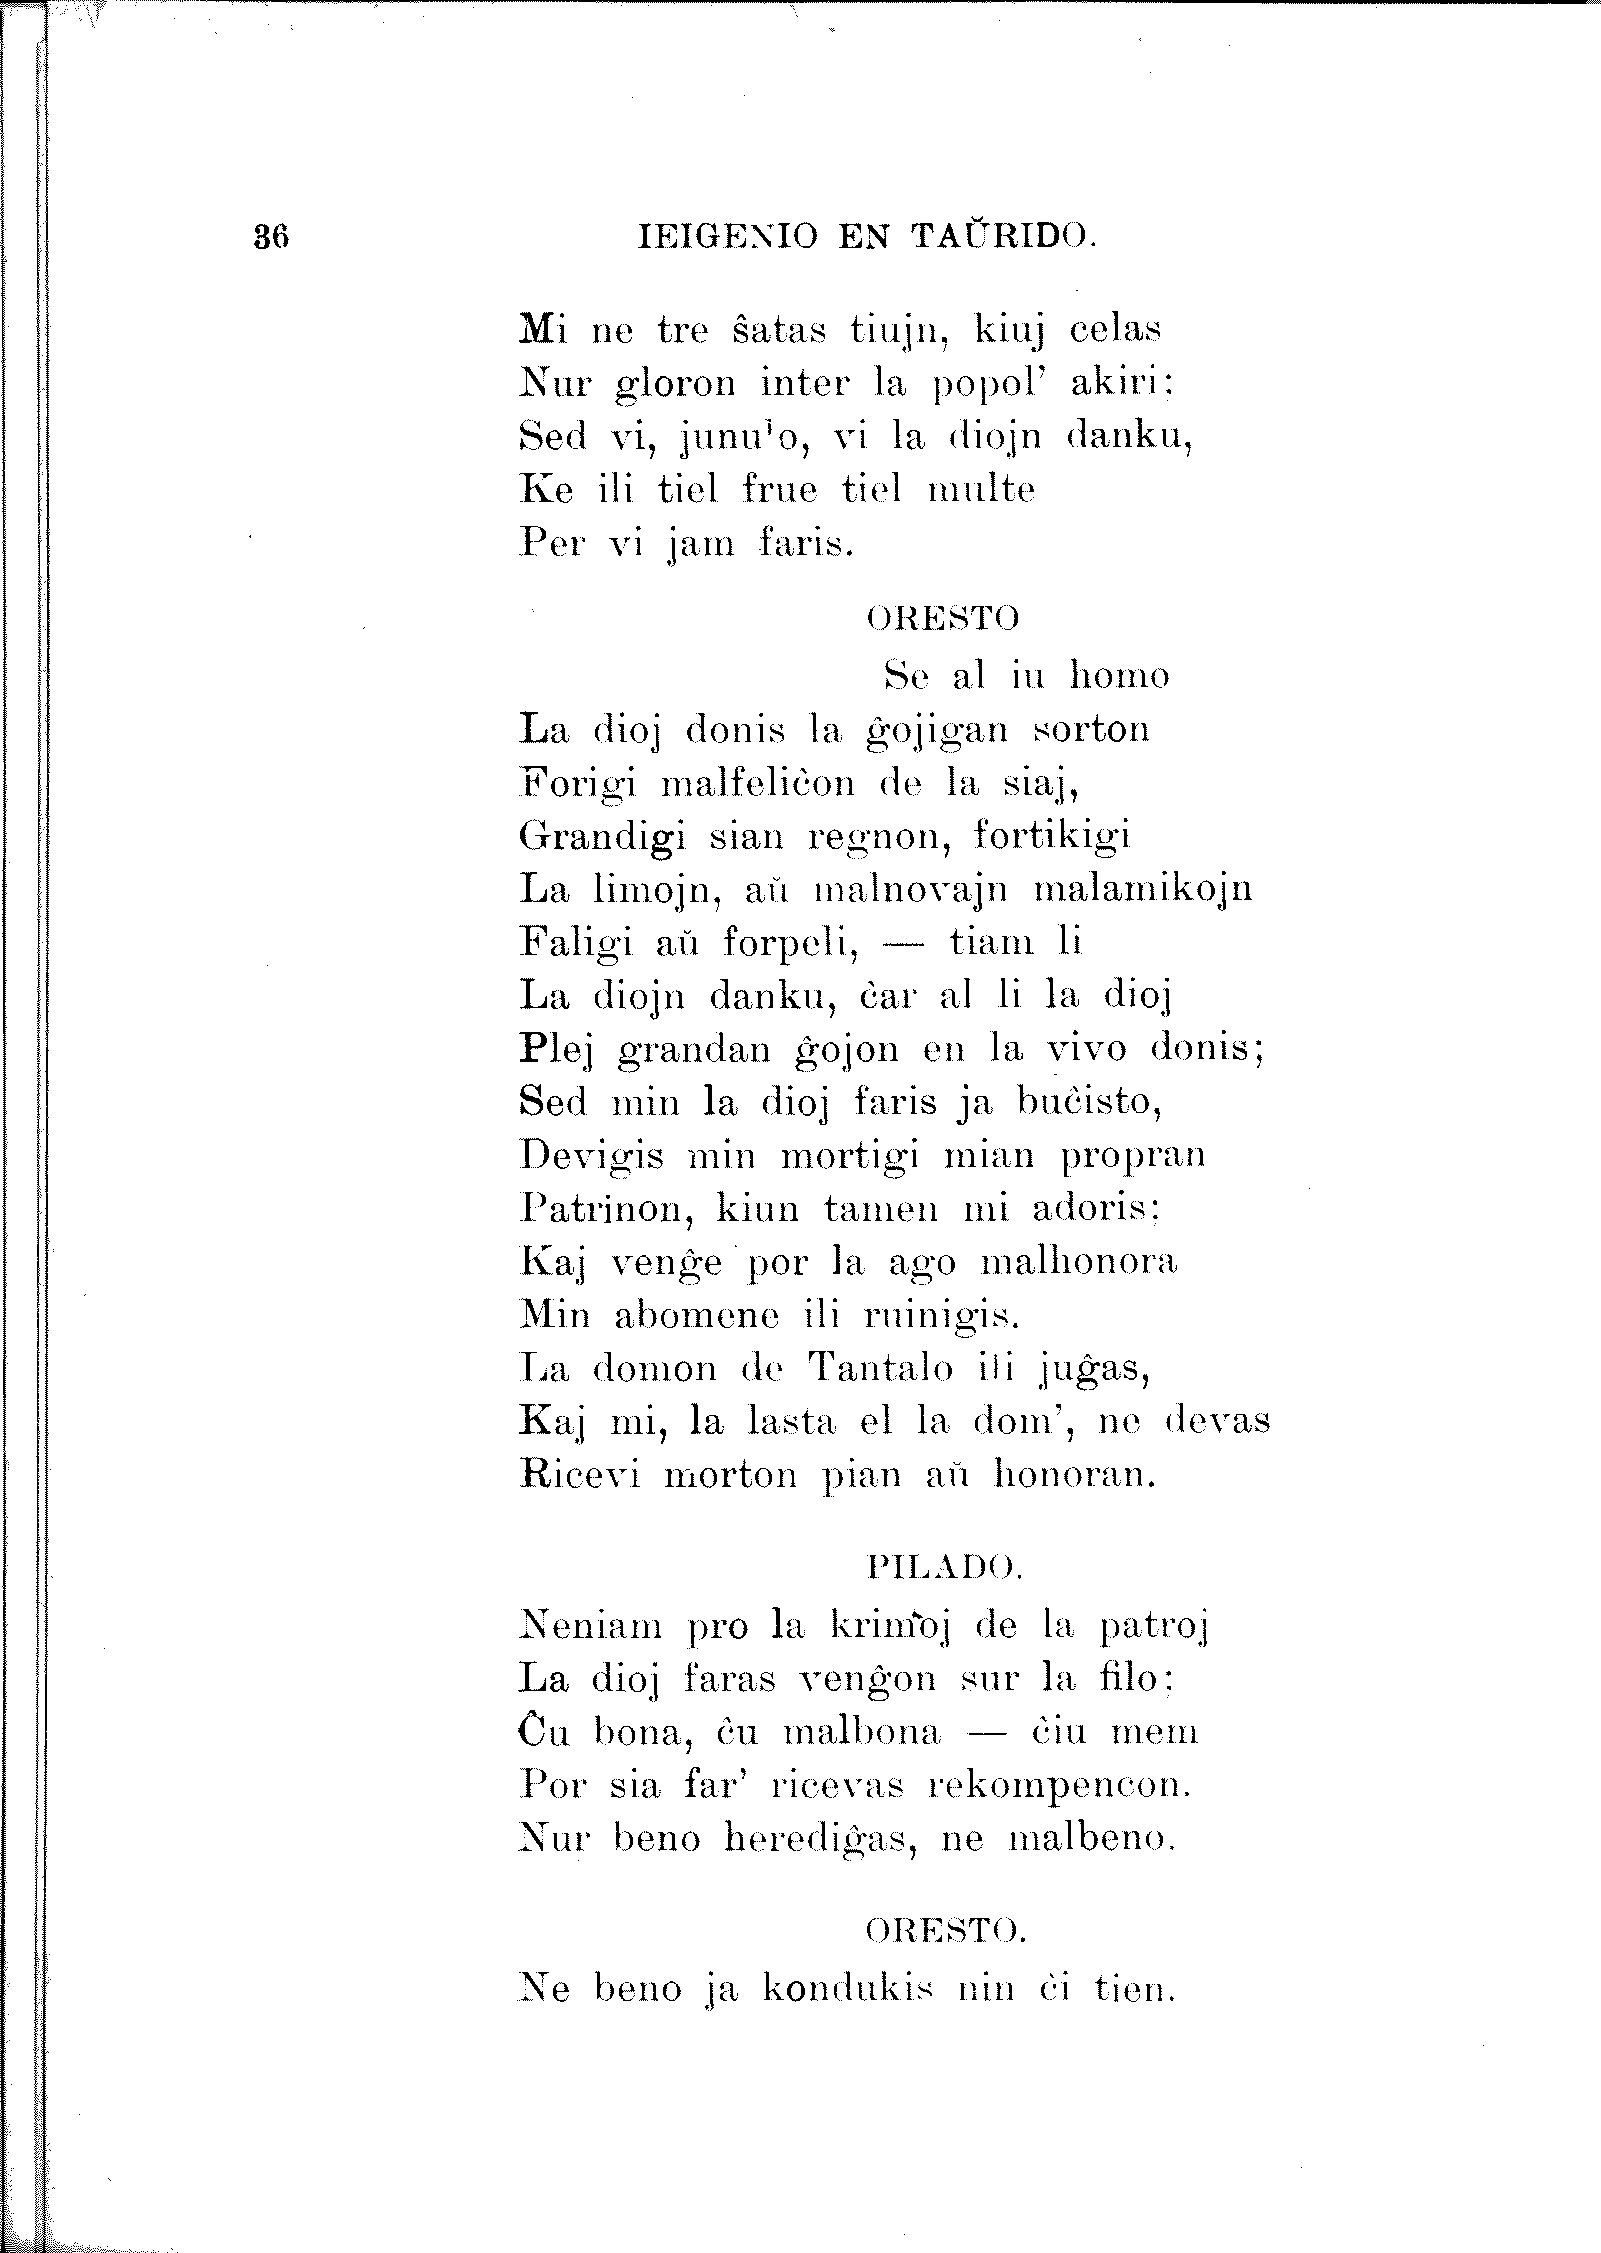 36 IEIGENIO EN TAŬRIDO.
Mi ne tre ŝatas tiujn, kiuj celas
Nur gloron inter la popol' akiri;
Sed vi, junu'o, vi la diojn danku,
Ke ili tiel frue tiel multe
Per vi jam faris.
ORESTO
Se al iu homo
La dioj donis la ĝojigan sorton
Forigi malfeliĉon de la siaj,
Grandigi sian regnon, fortikigi
La limojn, aŭ malnovajn malamikojn
Faligi aŭ forpeli, — tiam li
La diojn danku, ĉar al li la dioj
Plej grandan ĝojon en la vivo donis;
Sed min la dioj faris ja buĉisto,
Devigis min mortigi mian propran
Patrinon, kiun tamen mi adoris;
Kaj venĝe por la ago malhonora
Min abomene ili ruinigis.
La domon de Tantalo ili juĝas,
Kaj mi, la lasta el la dom', ne devas
Ricevi morton pian aŭ honoran.
PILADO.
Neniam pro la krimoj de la patroj
La dioj faras venĝon sur la filo;
Ĉu bona, ĉu malbona — ĉiu mem
Por sia far' ricevas rekompencon.
Nur beno herediĝas, ne malbeno.
ORESTO.
Ne beno ja kondukis nin ĉi tien.